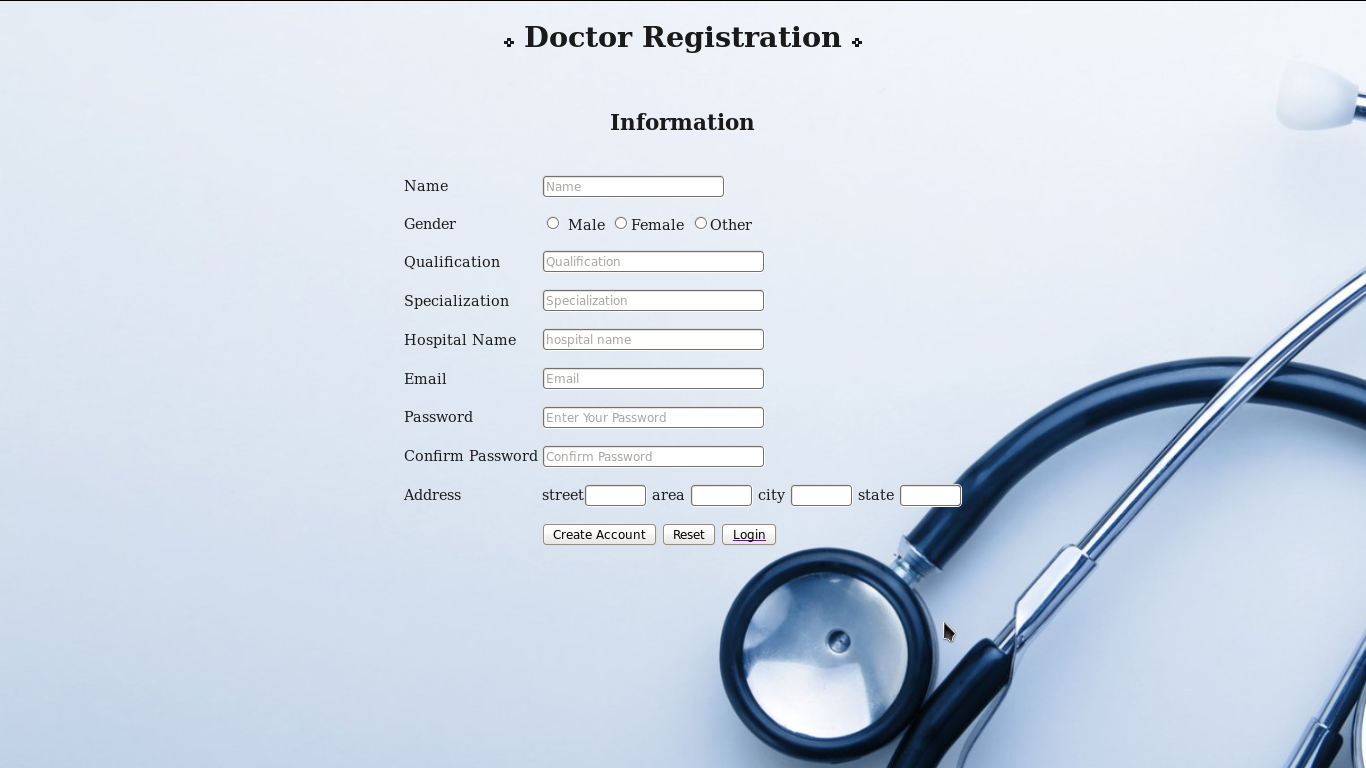 Doctor Registration
Information
Name Name
Gender Male Female Other
Qualification Qualification
Specialization Specialization
Hospital Name hospital name
Email Email
Password Enter Your Password
Confirm Password Confirm Password
Address street area city state
Create Account Reset Login